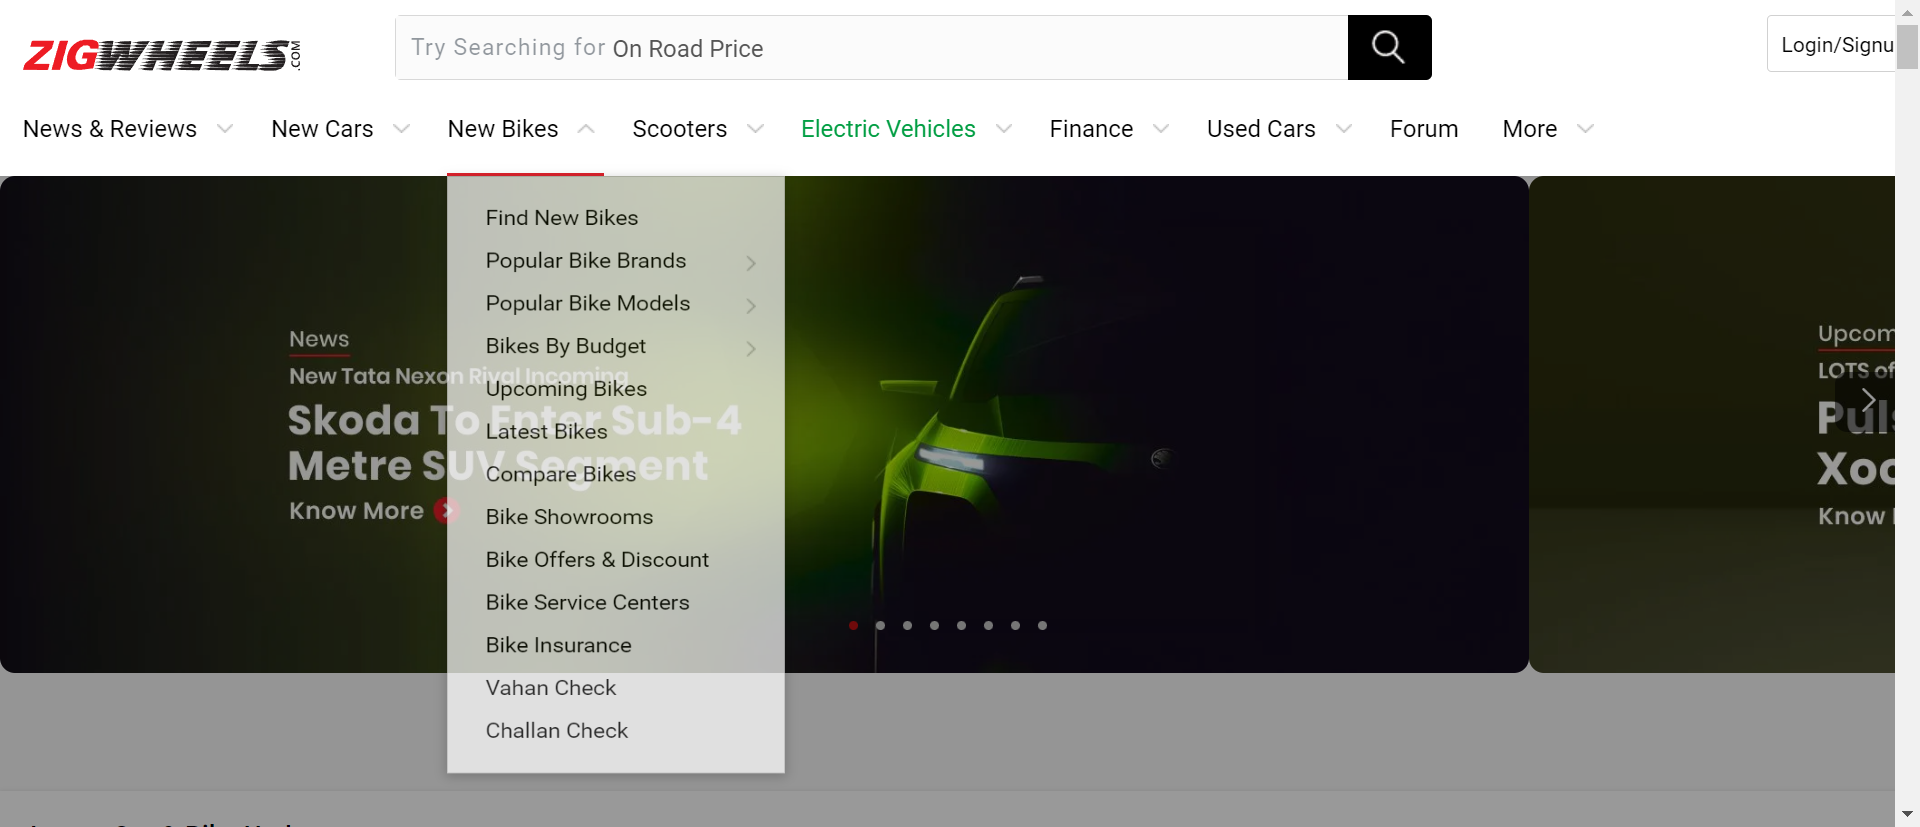 ZIGWHEELS.COM
Try Searching for On Road Price
Login/Signu
News & Reviews
New Cars
New Bikes
Scooters
Electric Vehicles
Finance
Used Cars
Forum
More
Find New Bikes
Popular Bike Brands
Popular Bike Models
Bikes By Budget
Upcoming Bikes
Latest Bikes
Compare Bikes
Bike Showrooms
Bike Offers & Discount
Bike Service Centers
Bike Insurance
Vahan Check
Challan Check
News
New Tata Nexon Rival Incoming
Skoda To Enter Sub-4
Metre SUV Segment
Know More
Upcom
LOTS of
Puls
Xoo
Know